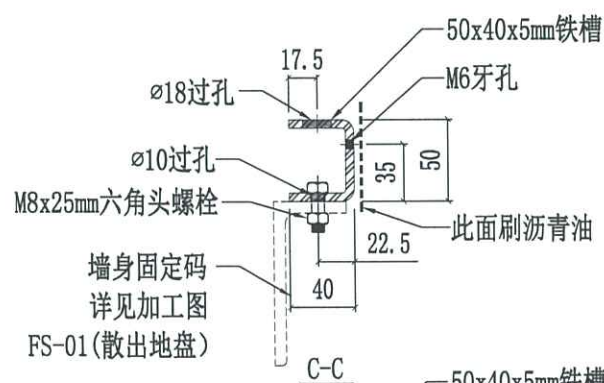 50x40x5mm铁槽
17.5
M6牙孔
⌀18过孔
⌀10过孔
35
50
M8x25mm六角头螺栓
此面刷沥青油
22.5
墙身固定码
40
详见加工图
FS-01(散出地盘)
C-C
50x40x5mm铁槽